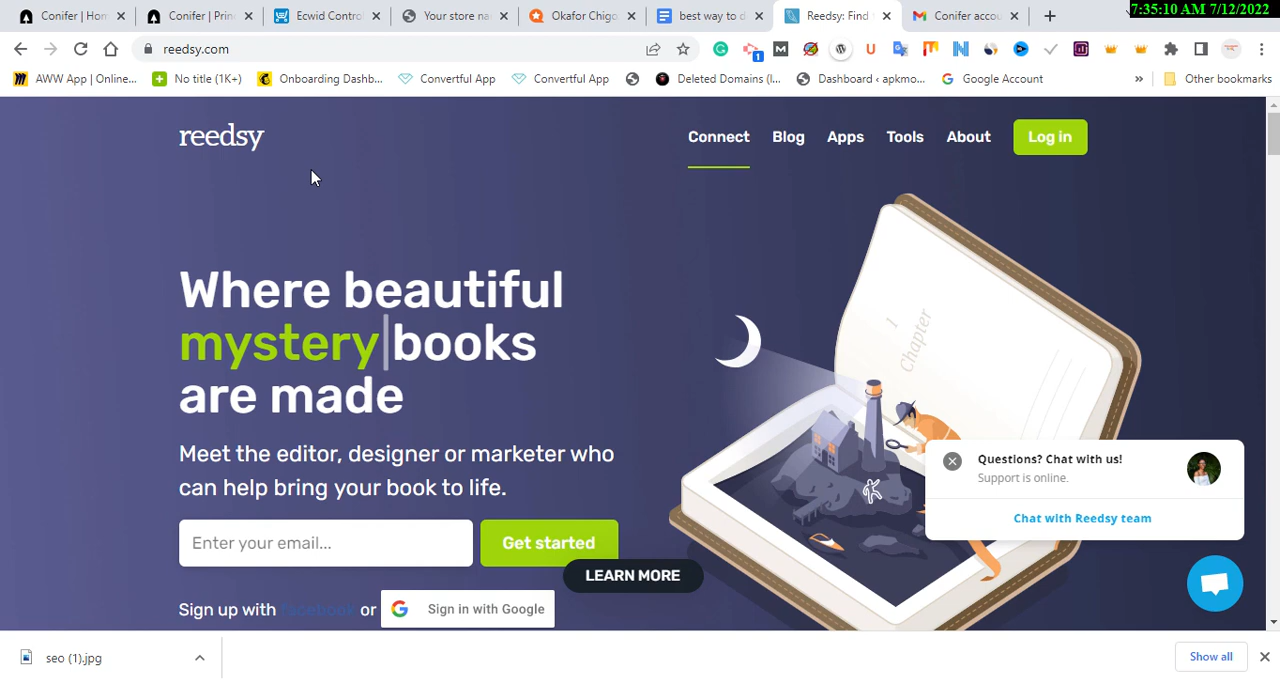 Conifer | Hom
Conifer | Prin
Ecwid Contro
Your store na
Okafor Chigo
best way to d
Reedsy: Find
Conifer accou
7:35:10 AM 7/12/2022
reedsy.com
1
AWW App | Online...
No title (1K+)
Onboarding Dashb...
Convertful App
Convertful App
Deleted Domains (l...
Dashboard ‹ apkmo...
Google Account
»
Other bookmarks
reedsy
Connect
Blog
Apps
Tools
About
Log in
Where beautiful
mystery books
are made
Chapter
1
Meet the editor, designer or marketer who
can help bring your book to life.
Enter your email...
Get started
LEARN MORE
Sign up with facebook or
Sign in with Google
Questions? Chat with us!
Support is online.
Chat with Reedsy team
seo (1).jpg
Show all